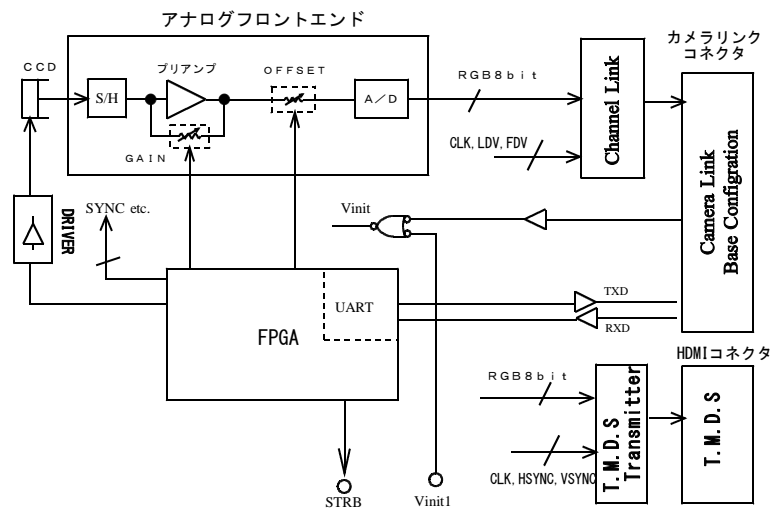 アナログフロントエンド
カメラリンク
コネクタ
CCD
プリアンプ
OFFSET
S/H
A/D
RGB8bit
Channel Link
GAIN
CLK,LDV,FDV
Camera Link
Base Configration
SYNC etc.
DRIVER
Vinit
UART
FPGA
TXD
RXD
HDMIコネクタ
RGB8bit
T.M.D.S
Transmitter
T.M.D.S
CLK,HSYNC,VSYNC
STRB
Vinit1